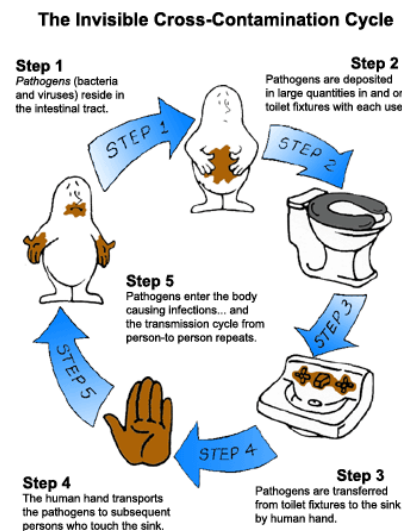 The Invisible Cross-Contamination Cycle
Step 1
Pathogens (bacteria
and viruses) reside in
the intestinal tract.
Step 2
Pathogens are deposited
in large quantities in and or
toilet fixtures with each use
STEP 1
STEP 2
Step 5
Pathogens enter the body
causing infections... and
the transmission cycle from
person-to person repeats.
STEP 3
STEP 5
STEP 4
Step 4
The human hand transports
the pathogens to subsequent
persons who touch the sink.
Step 3
Pathogens are transferred
from toilet fixtures to the sink
by human hand.